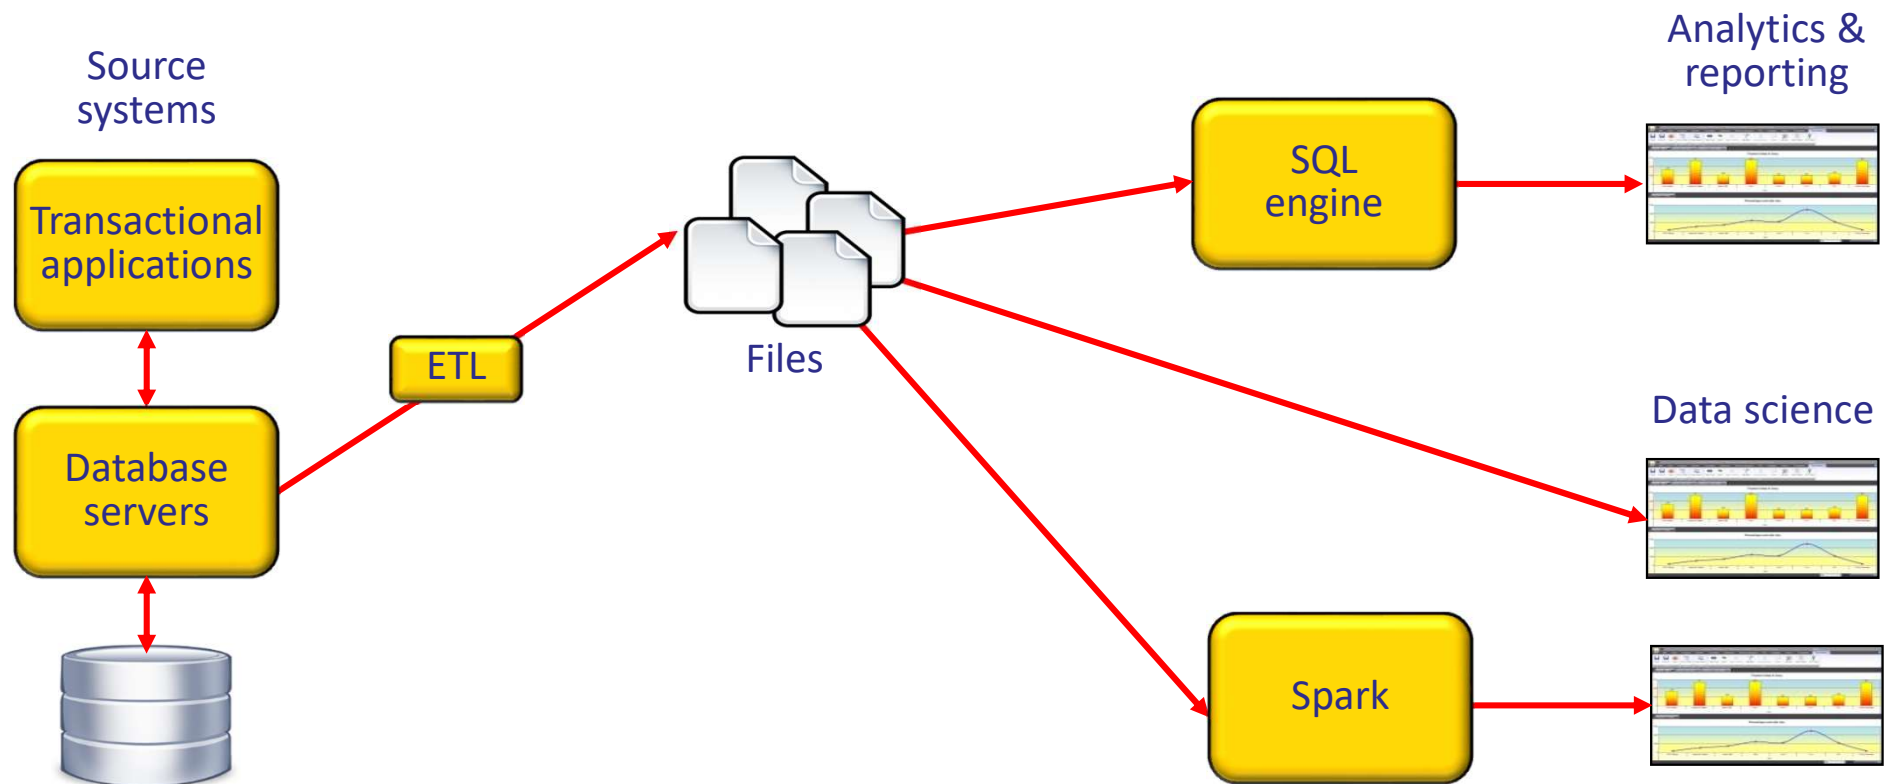 Source
systems
Transactional
applications
Database
servers
ETL
Files
SQL
engine
Spark
Analytics &
reporting
Data science